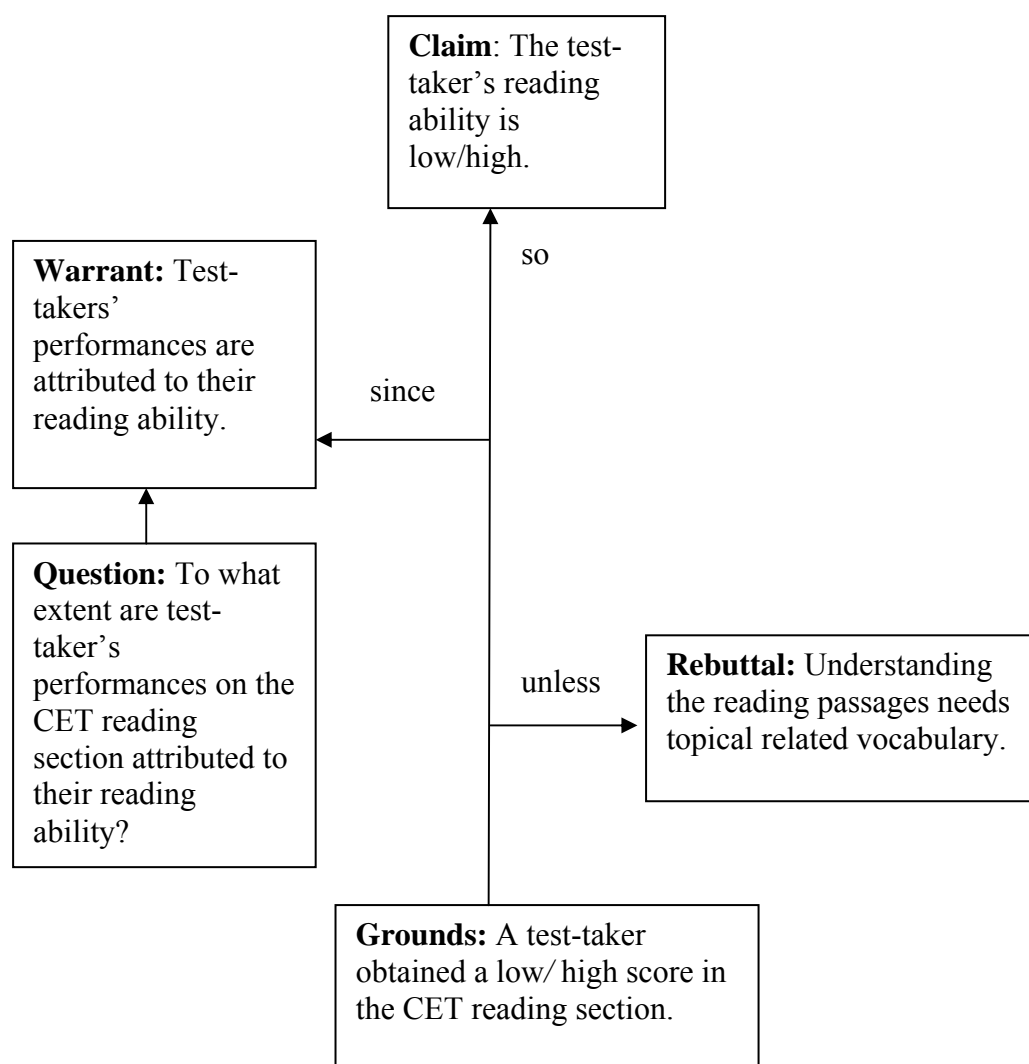 Claim: The test-
taker’s reading
ability is
low/high.
so
Warrant: Test-
takers’
performances are
attributed to their
reading ability.
since
Question: To what
extent are test-
taker’s
performances on the
CET reading
section attributed to
their reading
ability?
unless
Rebuttal: Understanding
the reading passages needs
topical related vocabulary.
Grounds: A test-taker
obtained a low/ high score in
the CET reading section.